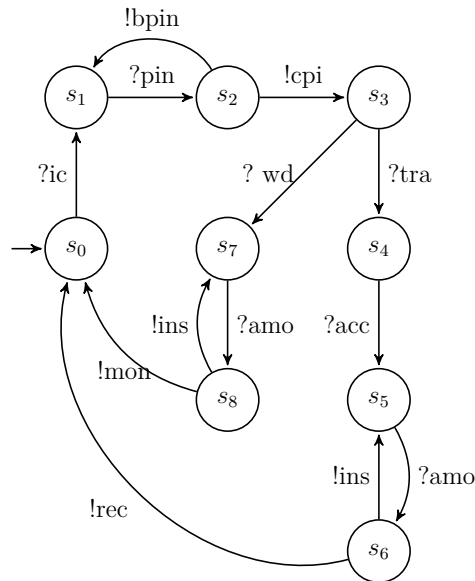 !bpin
s1 ?pin s2 !cpi s3
?ic ? wd ?tra
s0 s7 s4
!ins ?amo ?acc
!mon s8 s5
!rec !ins ?amo
s6